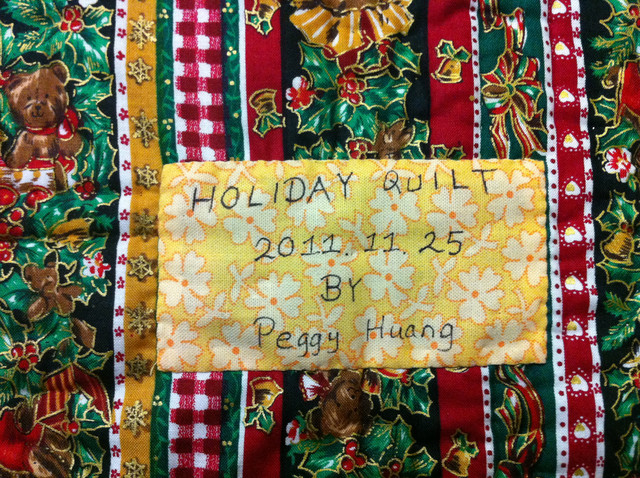 HOLIDAY QUILT
2011.11.25
BY
Peggy Huang